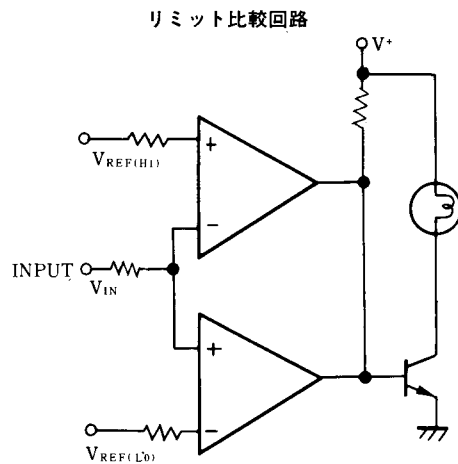 リミット比較回路
V+
+
VREF(HI)
−
INPUT
VIN
+
−
VREF(LO)